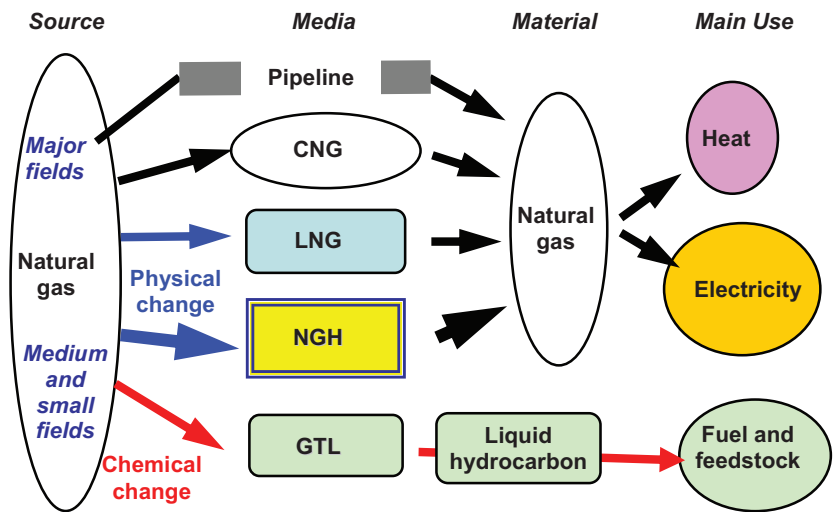 Source
Media
Material
Main Use
Pipeline
Major
fields
CNG
Heat
Natural
gas
LNG
Natural
gas
Physical
change
Electricity
NGH
Medium
and
small
fields
GTL
Liquid
hydrocarbon
Fuel and
feedstock
Chemical
change